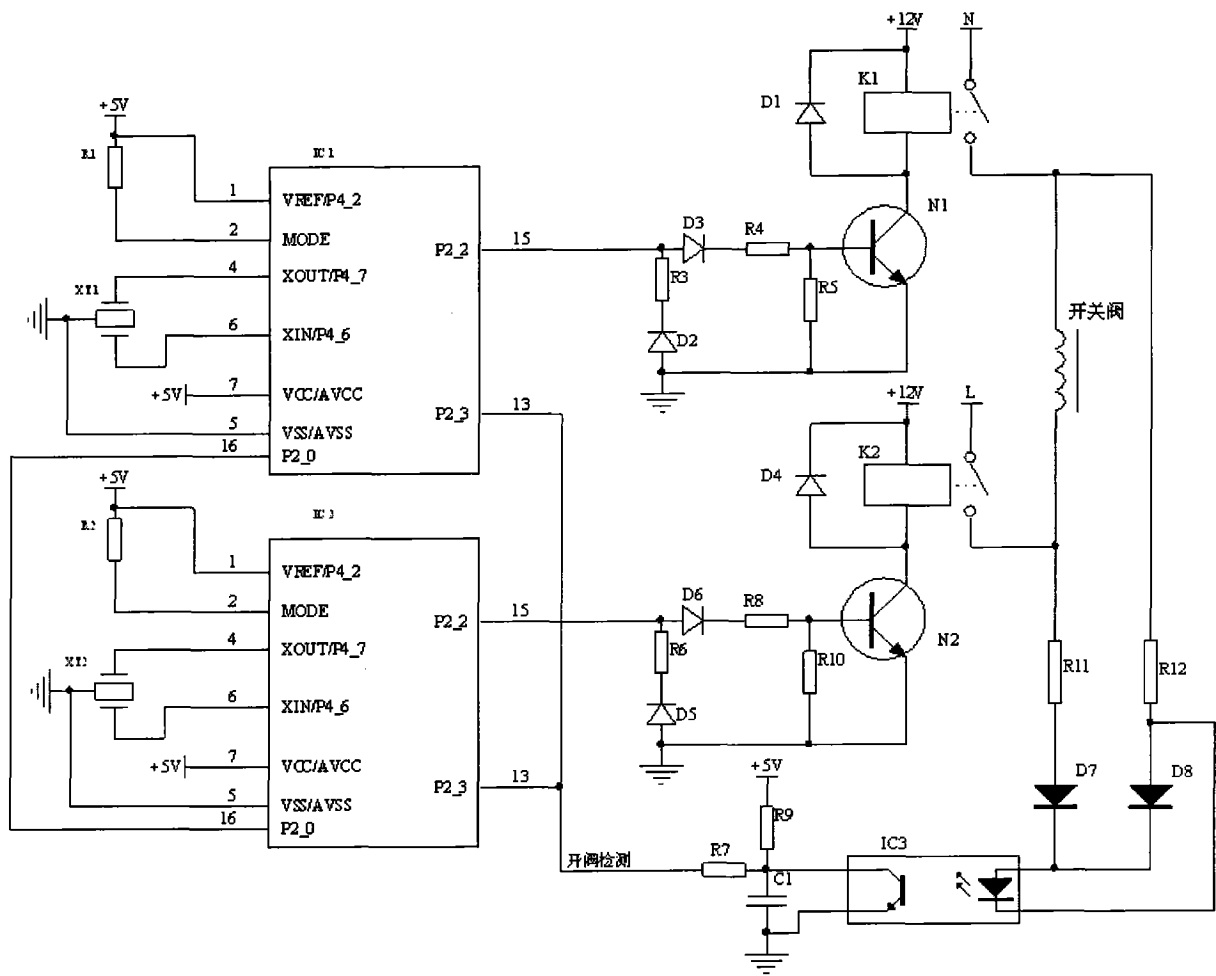 +12V
N
K1
D1
+5V
R1
IC1
1
VREF/P4_2
2
MODE
4
XOUT/P4_7
6
XIN/P4_6
+5V
7
VCC/AVCC
5
VSS/AVSS
16
P2_0
P2_2
15
P2_3
13
D3
R4
R3
R5
D2
N1
开关阀
+12V
L
K2
D4
+5V
1
VREF/P4_2
2
MODE
4
XOUT/P4_7
6
XIN/P4_6
+5V
7
VCC/AVCC
5
VSS/AVSS
16
P2_0
P2_2
15
P2_3
13
D6
R8
R6
R10
D5
N2
R11
R12
D7
D8
+5V
R9
开阀检测
R7
C1
IC3